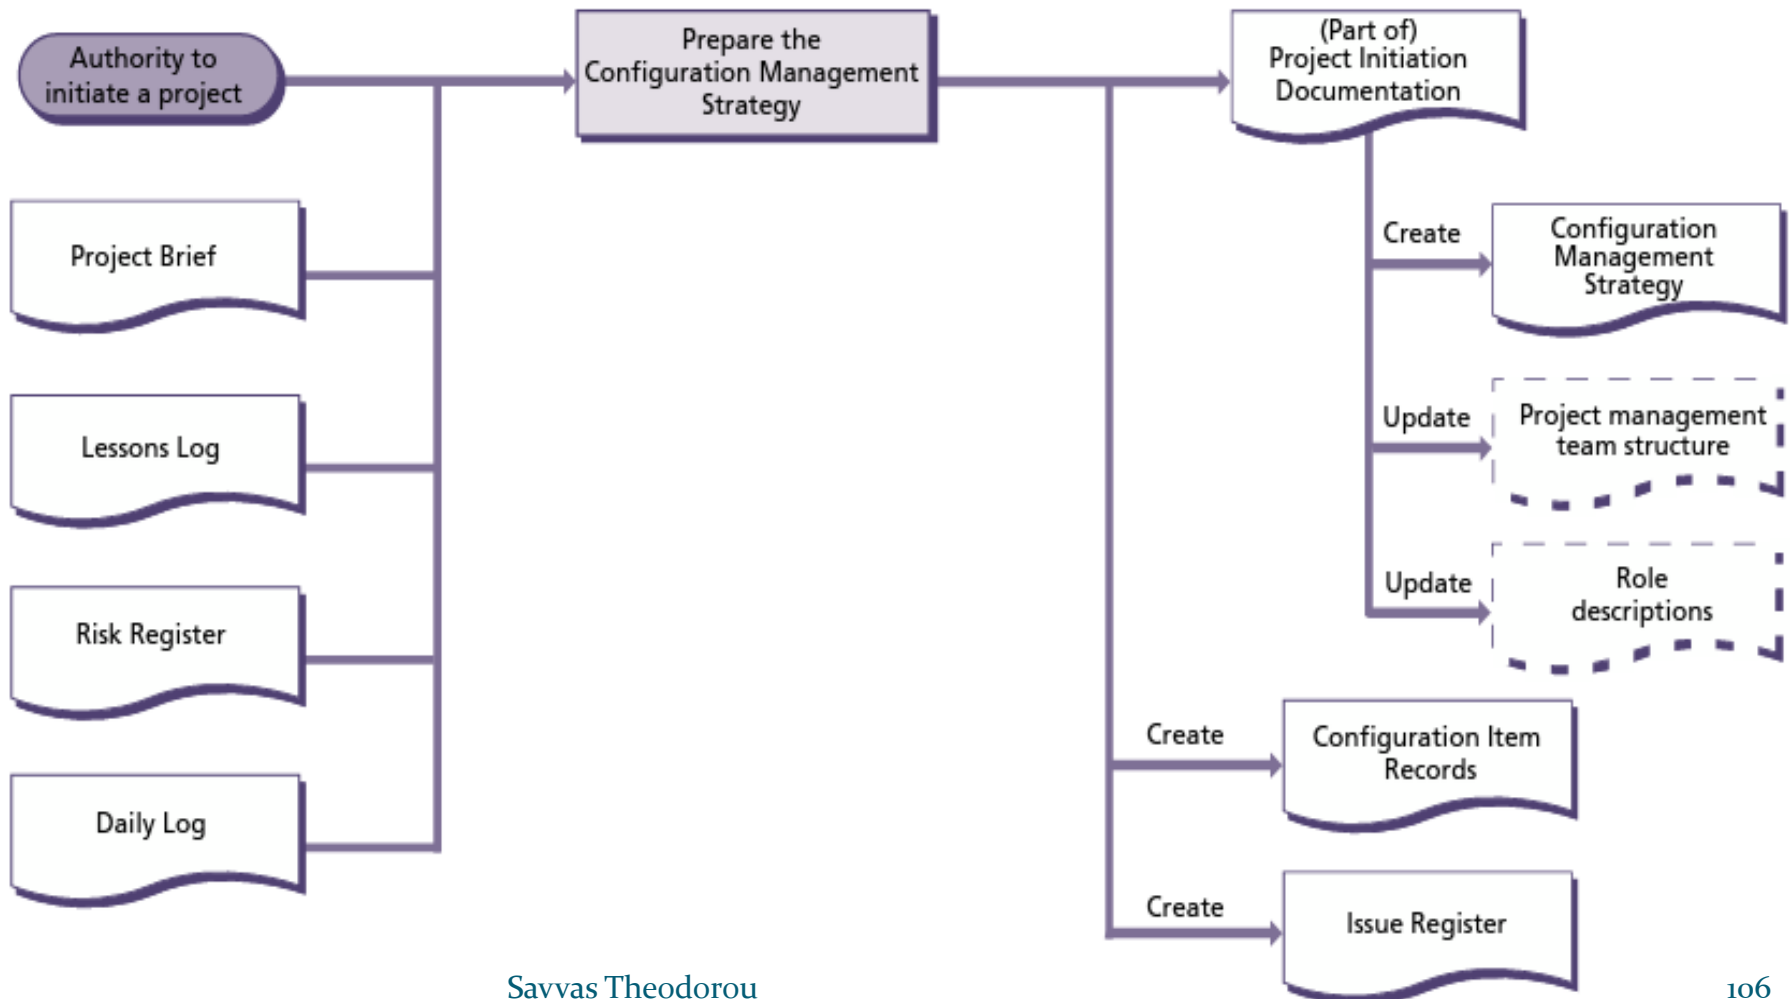 Authority to
initiate a project
Prepare the
Configuration Management
Strategy
(Part of)
Project Initiation
Documentation
Project Brief
Create
Configuration
Management
Strategy
Lessons Log
Update
Project management
team structure
Risk Register
Update
Role
descriptions
Create
Configuration Item
Records
Daily Log
Create
Issue Register
Savvas Theodorou
106